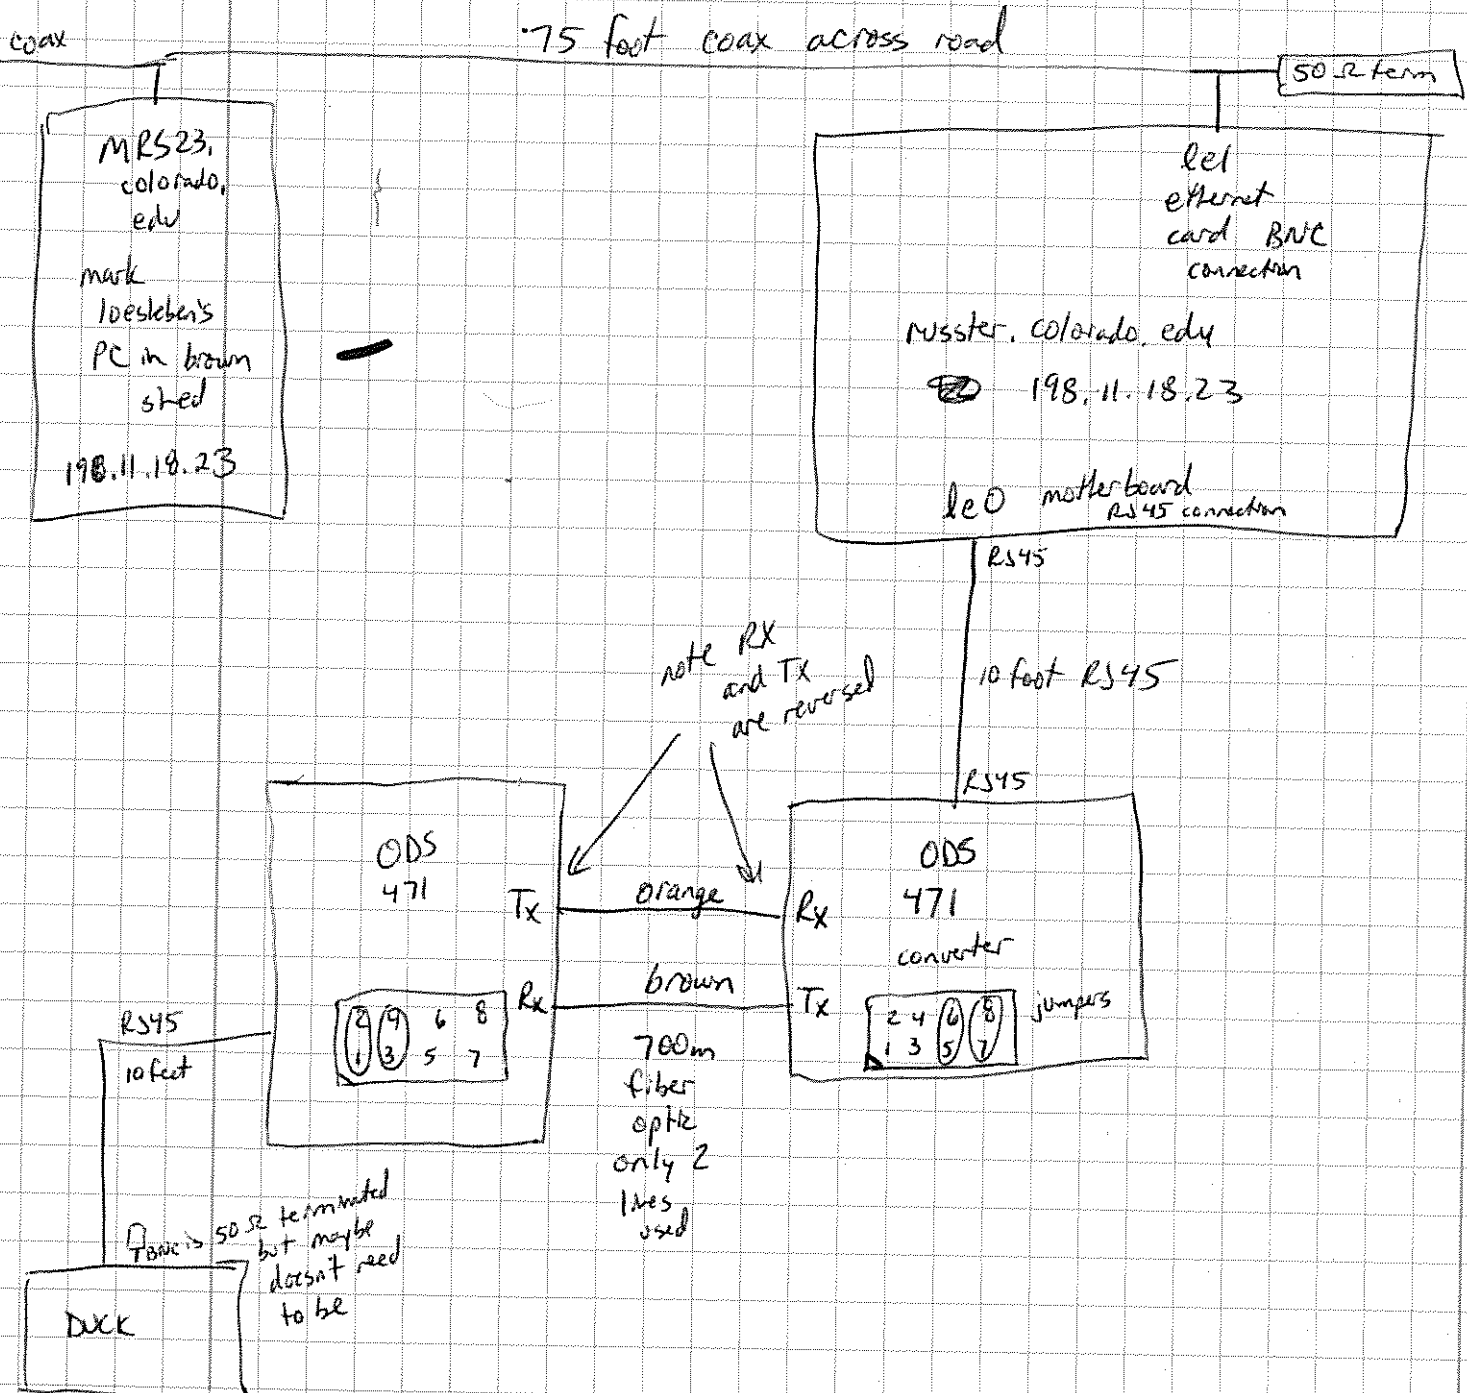 coax
75 foot coax across road
50 Ω term
MRS23.
colorado.
edu
mark
loesleben's
PC in brown
shed
198.11.18.23
le1
ethernet
card BNC
connection
russter.colorado.edu
198.11.18.23
le0 motherboard
RJ45 connection
RJ45
10 foot RJ45
RJ45
note RX
and TX
are reversed
ODS
471
Tx
Rx
2 4 6 8
1 3 5 7
orange
brown
700m
fiber
optic
only 2
lines
used
ODS
471
converter
Rx
Tx
2 4 6 8
1 3 5 7
jumpers
RJ45
10 feet
BNC is 50 Ω terminated
but maybe
doesn't need
to be
DUCK